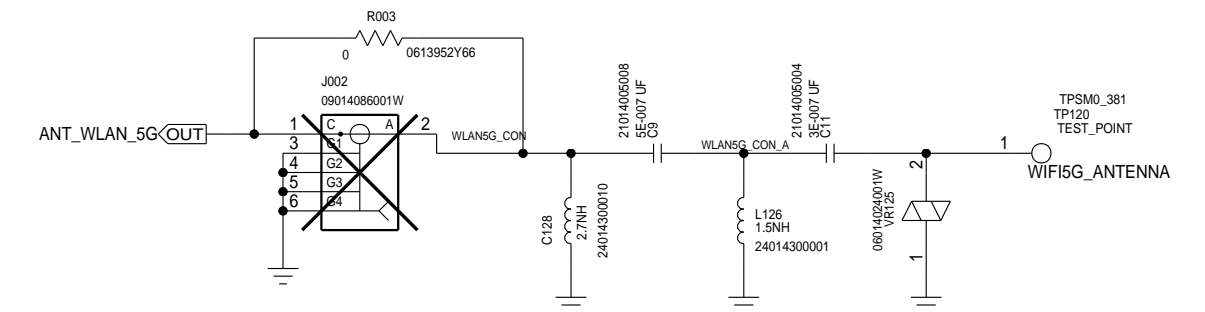 R003
0
0613952Y66
J002
09014086001W
ANT_WLAN_5G
OUT
1
C
A
2
3
G1
4
G2
5
G3
6
G4
WLAN5G_CON
C128
2.7NH
24014300010
21014005008
5E-007 UF
C9
WLAN5G_CON_A
L126
1.5NH
24014300001
21014005004
3E-007 UF
C11
06014024001W
VR125
2
1
1
TPSM0_381
TP120
TEST_POINT
WIFI5G_ANTENNA